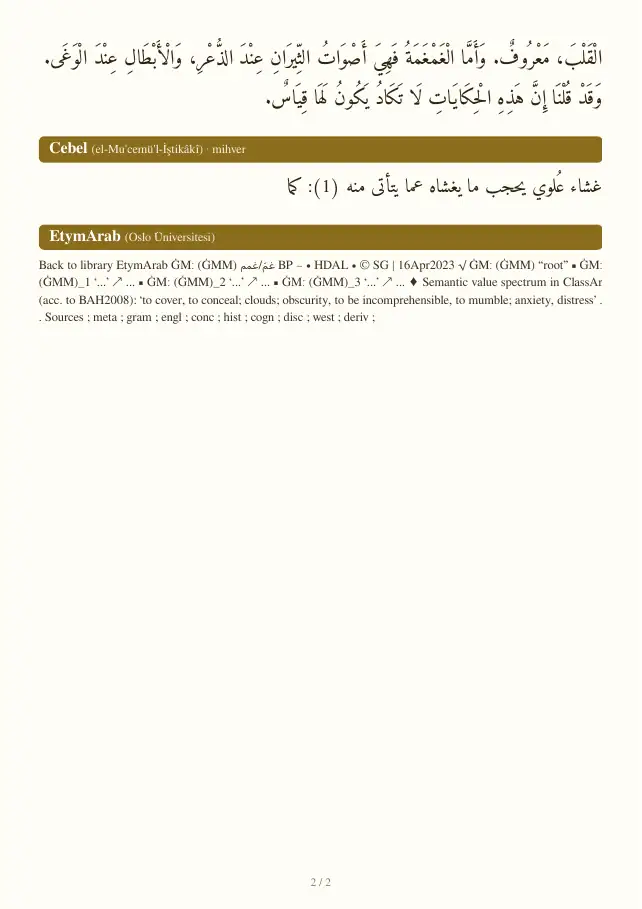 الْقَلْبَ، مَعْرُوفٌ. وَأَمَّا الْغَمْغَمَةُ فَهِيَ أَصْوَاتُ الثِّيرَانِ عِنْدَ الذُّعْرِ، وَالْأَبْطَالِ عِنْدَ الْوَغَى.
وَقَدْ قُلْنَا إِنَّ هَذِهِ الْحِكَايَاتِ لَا تَكَادُ يَكُونُ لَهَا قِيَاسٌ.
Cebel (el-Mu'cemü'l-İştikâkî) · mihver
غشاء عُلوي يحجب ما يغشاه عما يتأتى منه (1): كما
EtymArab (Oslo Üniversitesi)
Back to library EtymArab ĠM: (ĠMM) غمّ/غمم BP – • HDAL • © SG | 16Apr2023 √ ĠM: (ĠMM) “root” ▪ ĠM:
(ĠMM)_1 ‘...’ ↗ ... ▪ ĠM: (ĠMM)_2 ‘...’ ↗ ... ▪ ĠM: (ĠMM)_3 ‘...’ ↗ ... ♦ Semantic value spectrum in ClassAr
(acc. to BAH2008): ‘to cover, to conceal; clouds; obscurity, to be incomprehensible, to mumble; anxiety, distress’ .
. Sources ; meta ; gram ; engl ; conc ; hist ; cogn ; disc ; west ; deriv ;
2 / 2